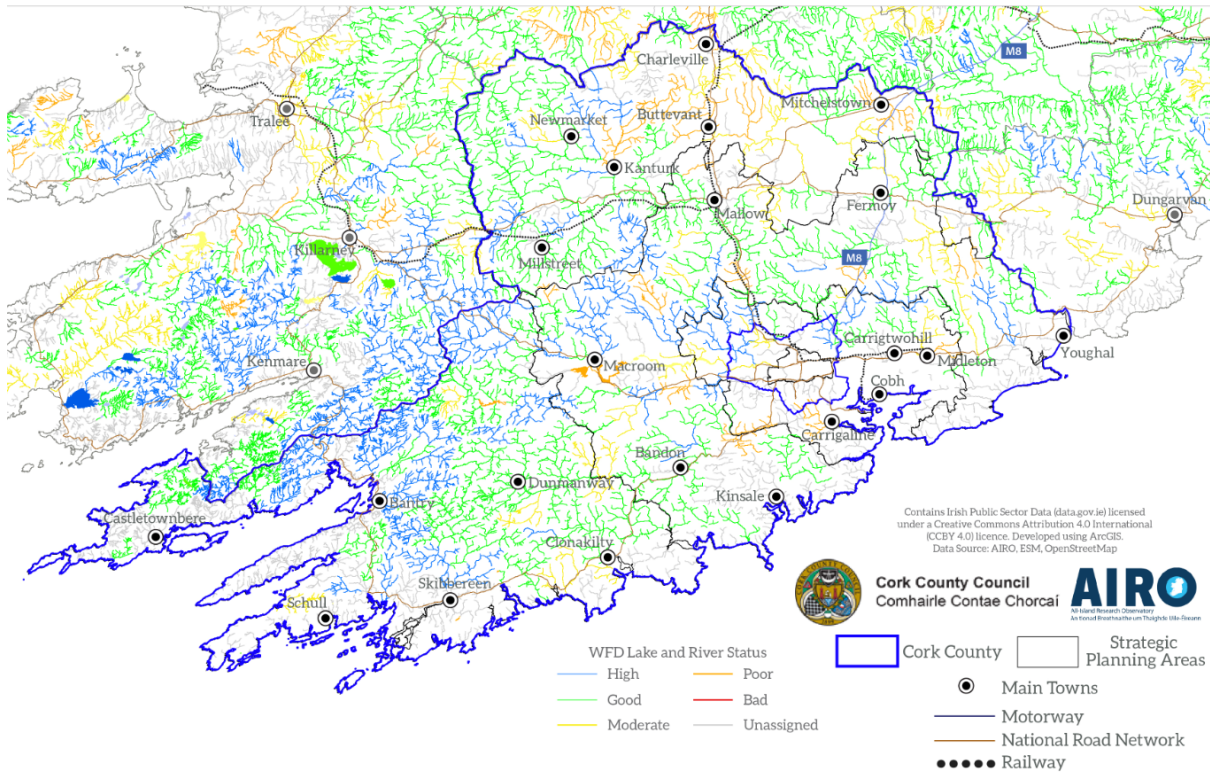 Charleville
M8
Mitchelstown
Tralee
Newmarket
Buttevant
Kanturk
Mallow
Fermoy
Dungarvan
Killarney
Millstreet
M8
Kenmare
Macroom
Carrigtwohill
Midleton
Youghal
Cobh
Carrigaline
Bandon
Dunmanway
Kinsale
Bantry
Castletownbere
Clonakilty
Skibbereen
Schull
Contains Irish Public Sector Data (data.gov.ie) licensed
under a Creative Commons Attribution 4.0 International
(CCBY 4.0) licence. Developed using ArcGIS.
Data Source: AIRO, ESM, OpenStreetMap
Cork County Council
Comhairle Contae Chorcaí
AIRO
All-Island Research Observatory
WFD Lake and River Status
High
Good
Moderate
Poor
Bad
Unassigned
Cork County
Strategic
Planning Areas
Main Towns
Motorway
National Road Network
Railway